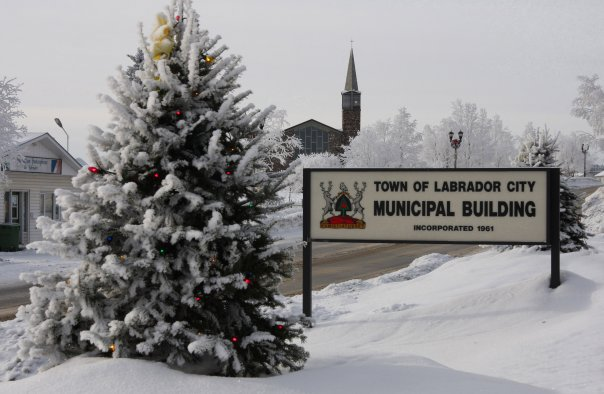 TOWN OF LABRADOR CITY
MUNICIPAL BUILDING
INCORPORATED 1961